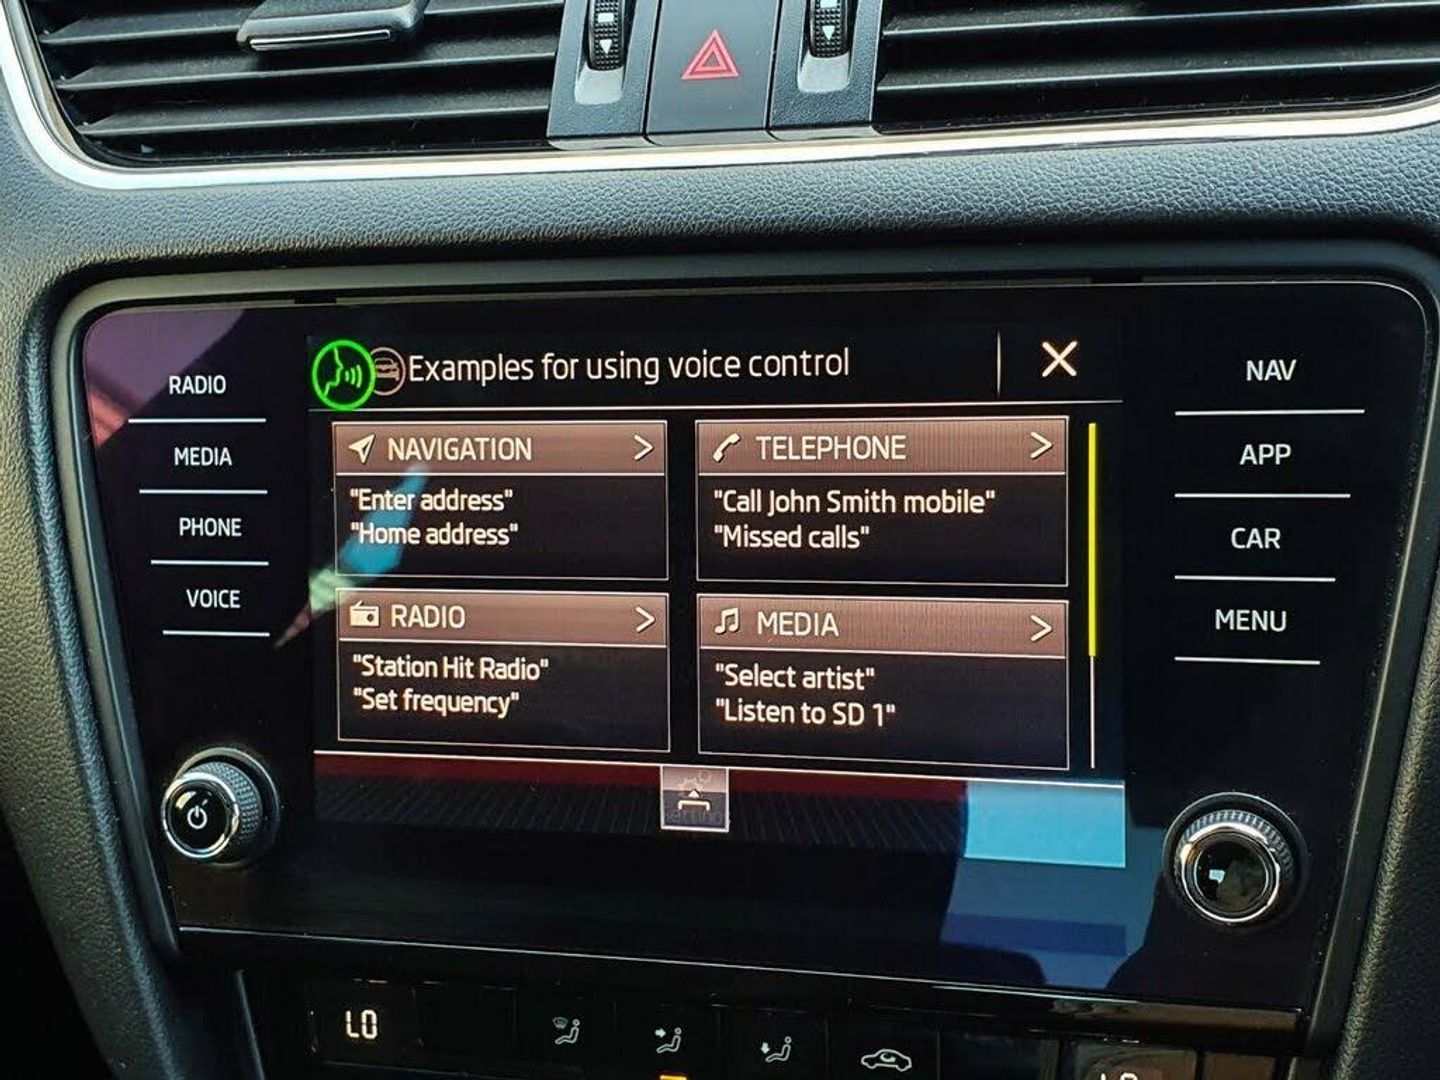 Examples for using voice control
RADIO
MEDIA
PHONE
VOICE
NAVIGATION
"Enter address"
"Home address"
TELEPHONE
"Call John Smith mobile"
"Missed calls"
RADIO
"Station Hit Radio"
"Set frequency"
MEDIA
"Select artist"
"Listen to SD 1"
NAV
APP
CAR
MENU
LO
LO